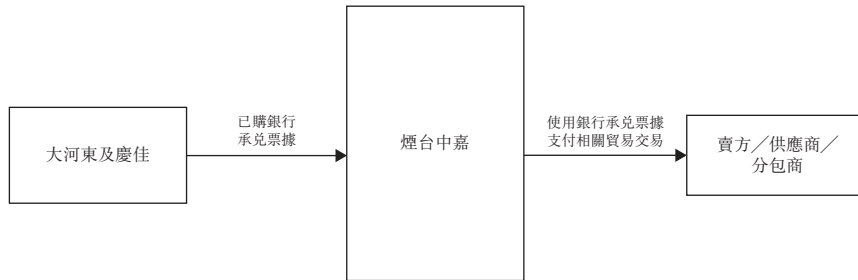 大河東及慶佳
已購銀行
承兌票據
煙台中嘉
使用銀行承兌票據
支付相關貿易交易
賣方／供應商／
分包商